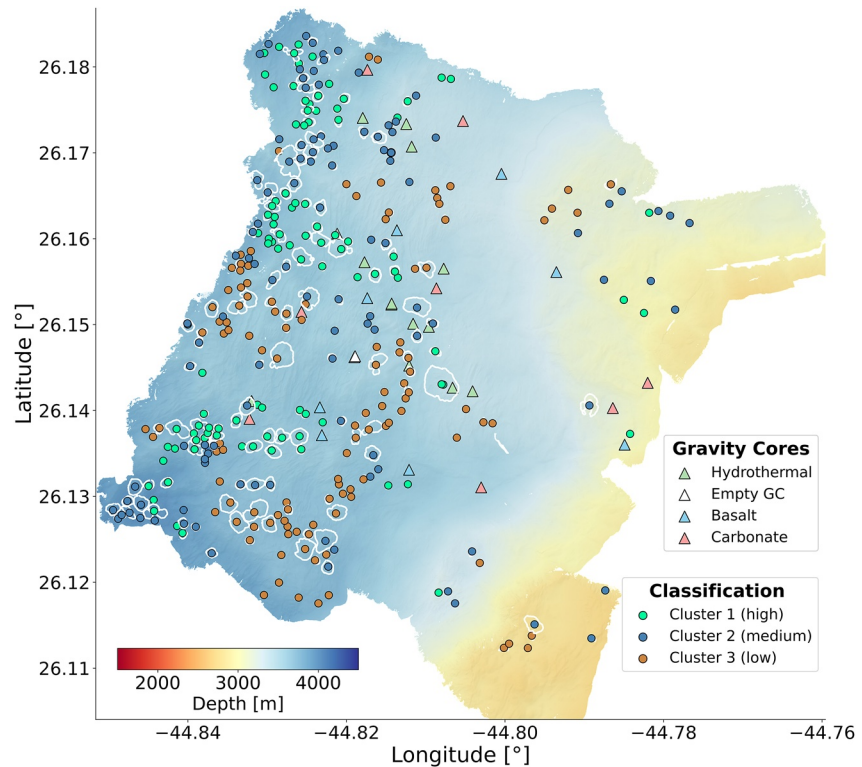 26.18
26.17
26.16
26.15
26.14
26.13
26.12
26.11
Latitude [°]
Gravity Cores
Hydrothermal
Empty GC
Basalt
Carbonate
Classification
Cluster 1 (high)
Cluster 2 (medium)
Cluster 3 (low)
2000 3000 4000
Depth [m]
−44.84 −44.82 −44.80 −44.78 −44.76
Longitude [°]